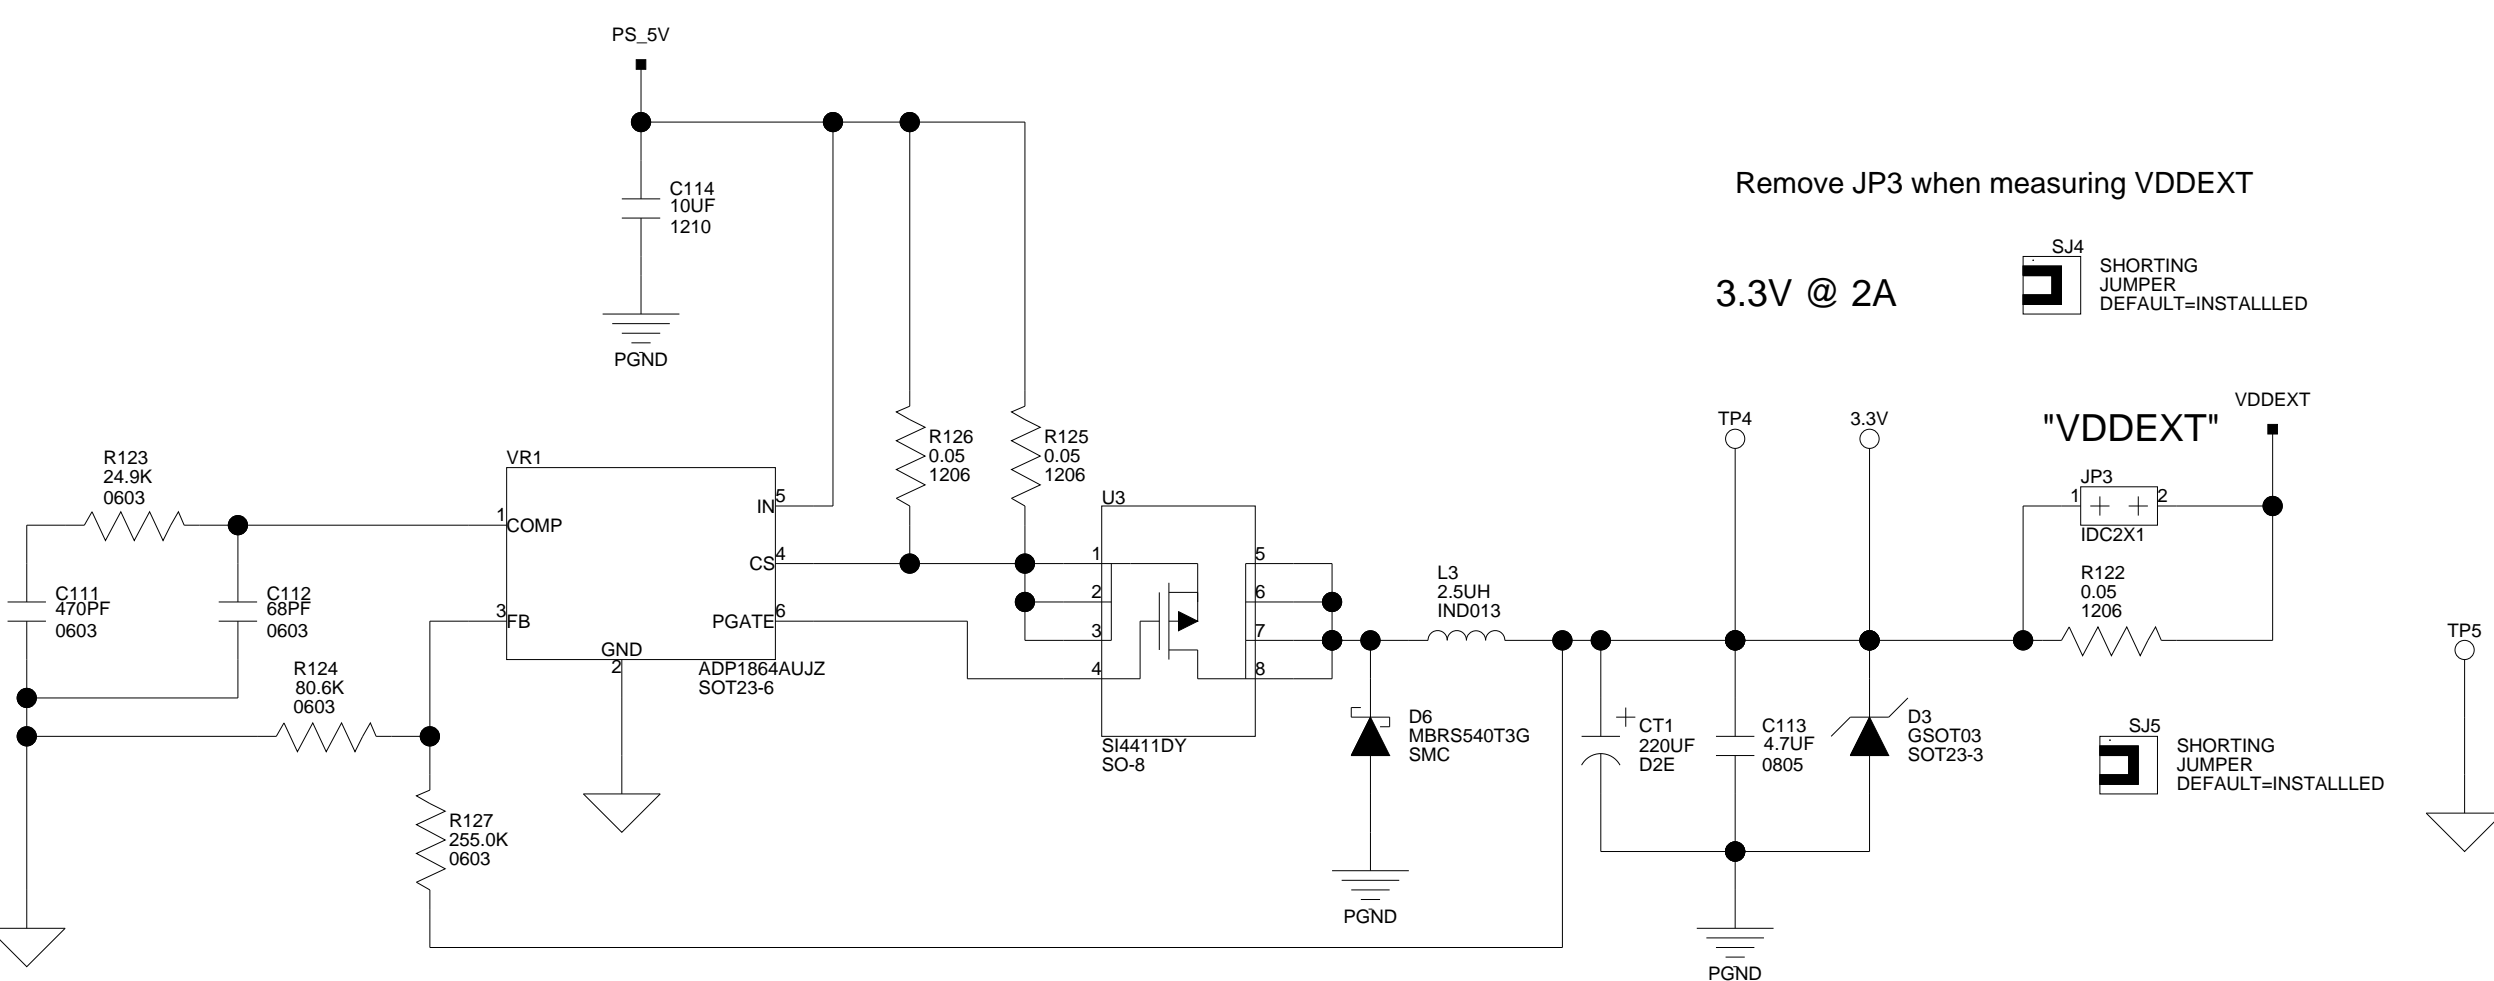 PS_5V
C114
10UF
1210
PGND
Remove JP3 when measuring VDDEXT
3.3V @ 2A
SJ4
SHORTING
JUMPER
DEFAULT=INSTALLLED
R126
0.05
1206
R125
0.05
1206
TP4
3.3V
"VDDEXT"
VDDEXT
JP3
1
2
IDC2X1
R123
24.9K
0603
VR1
1
COMP
3
FB
GND
2
5
IN
4
CS
6
PGATE
ADP1864AUJZ
SOT23-6
C111
470PF
0603
C112
68PF
0603
R124
80.6K
0603
R127
255.0K
0603
U3
1
2
3
4
5
6
7
8
SI4411DY
SO-8
L3
2.5UH
IND013
D6
MBRS540T3G
SMC
PGND
CT1
220UF
D2E
C113
4.7UF
0805
D3
GSOT03
SOT23-3
PGND
R122
0.05
1206
SJ5
SHORTING
JUMPER
DEFAULT=INSTALLLED
TP5